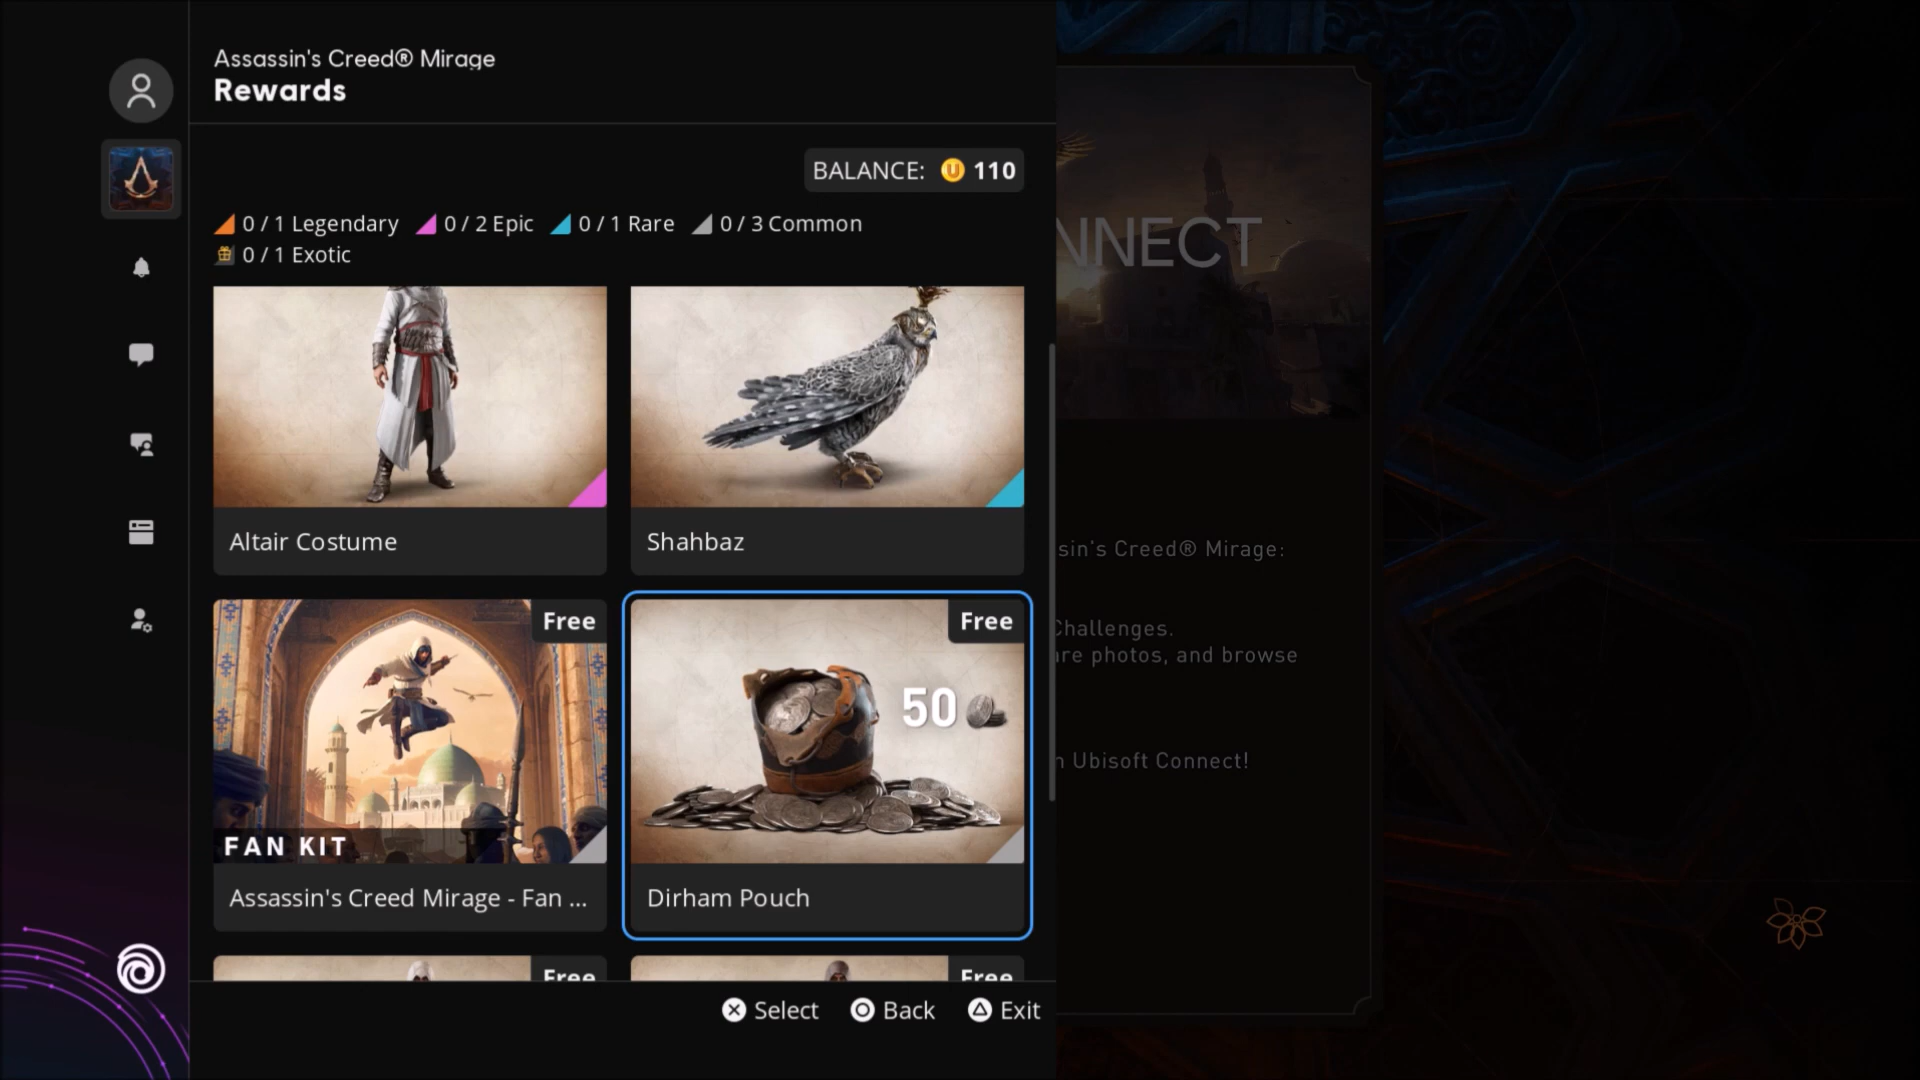 Assassin's Creed® Mirage
Rewards
BALANCE: 110
0 / 1 Legendary 0 / 2 Epic 0 / 1 Rare 0 / 3 Common
0 / 1 Exotic
NNECT
Altair Costume
Shahbaz
sin's Creed® Mirage:
Challenges.
re photos, and browse
n Ubisoft Connect!
Free
FAN KIT
Assassin's Creed Mirage - Fan ...
Free
50
Dirham Pouch
Free
Free
Select Back Exit